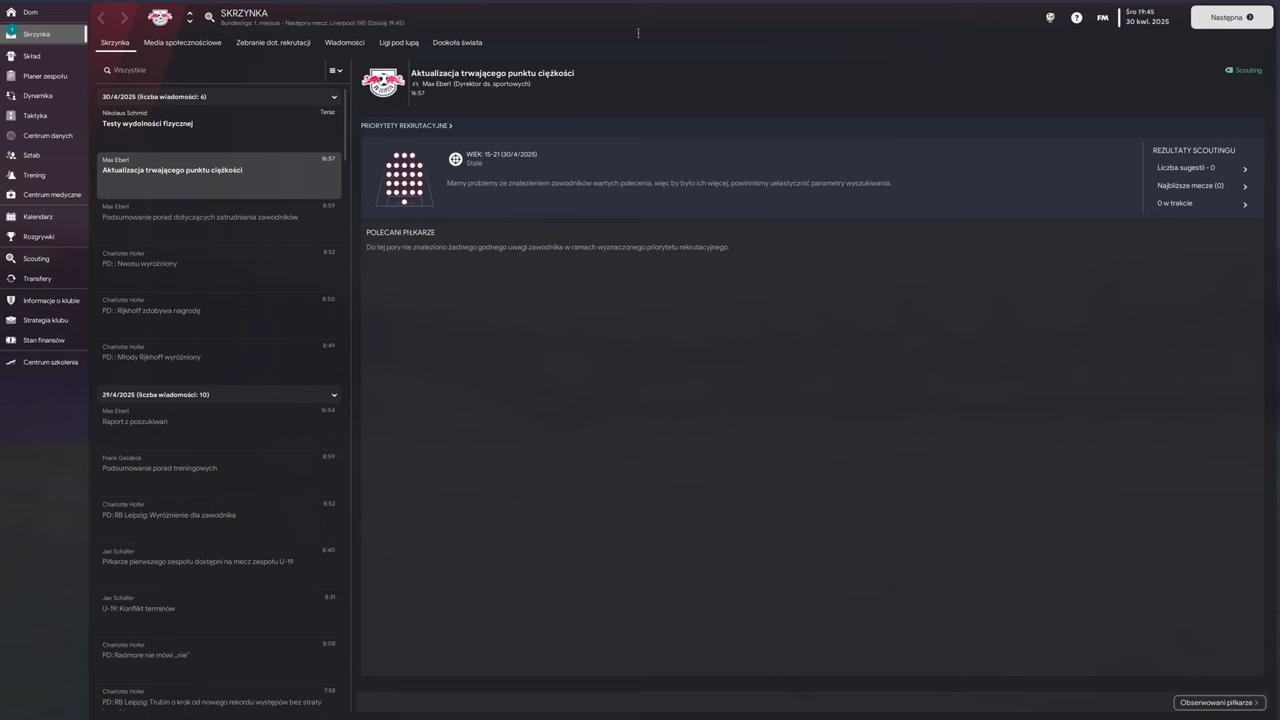 Dom
1
Skrzynka
Skład
Planer zespołu
Dynamika
Taktyka
Centrum danych
Sztab
Trening
Centrum medyczne
Kalendarz
Rozgrywki
Scouting
Transfery
Informacje o klubie
Strategia klubu
Stan finansów
Centrum szkolenia
SKRZYNKA
Bundesliga: 1. miejsce - Następny mecz: Liverpool (W) (Dzisiaj 19:45)
? FM Śro 19:45
30 kwi. 2025
Następna
Skrzynka Media społecznościowe Zebranie dot. rekrutacji Wiadomości Ligi pod lupą Dookoła świata
Wszystkie
30/4/2025 (liczba wiadomości: 6)
Nikolaus Schmid Teraz
Testy wydolności fizycznej
Max Eberl 16:57
Aktualizacja trwającego punktu ciężkości
Max Eberl 8:59
Podsumowanie porad dotyczących zatrudniania zawodników
Charlotte Hofer 8:52
PD: : Nwosu wyróżniony
Charlotte Hofer 8:50
PD: : Rijkhoff zdobywa nagrodę
Charlotte Hofer 8:49
PD: : Młody Rijkhoff wyróżniony
29/4/2025 (liczba wiadomości: 10)
Max Eberl 16:54
Raport z poszukiwań
Frank Geideck 8:59
Podsumowanie porad treningowych
Charlotte Hofer 8:52
PD: RB Leipzig: Wyróżnienie dla zawodnika
Jan Schäfer 8:40
Piłkarze pierwszego zespołu dostępni na mecz zespołu U-19
Jan Schäfer 8:31
U-19: Konflikt terminów
Charlotte Hofer 8:08
PD: Radmore nie mówi „nie”
Charlotte Hofer 7:58
PD: RB Leipzig: Trubin o krok od nowego rekordu występów bez straty
Aktualizacja trwającego punktu ciężkości
Max Eberl (Dyrektor ds. sportowych)
16:57
Scouting
PRIORYTETY REKRUTACYJNE
WIEK: 15-21 (30/4/2025)
Stałe
Mamy problemy ze znalezieniem zawodników wartych polecenia, więc by było ich więcej, powinniśmy uelastycznić parametry wyszukiwania.
REZULTATY SCOUTINGU
Liczba sugestii - 0
Najbliższe mecze (0)
0 w trakcie
POLECANI PIŁKARZE
Do tej pory nie znaleziono żadnego godnego uwagi zawodnika w ramach wyznaczonego priorytetu rekrutacyjnego.
Obserwowani piłkarze